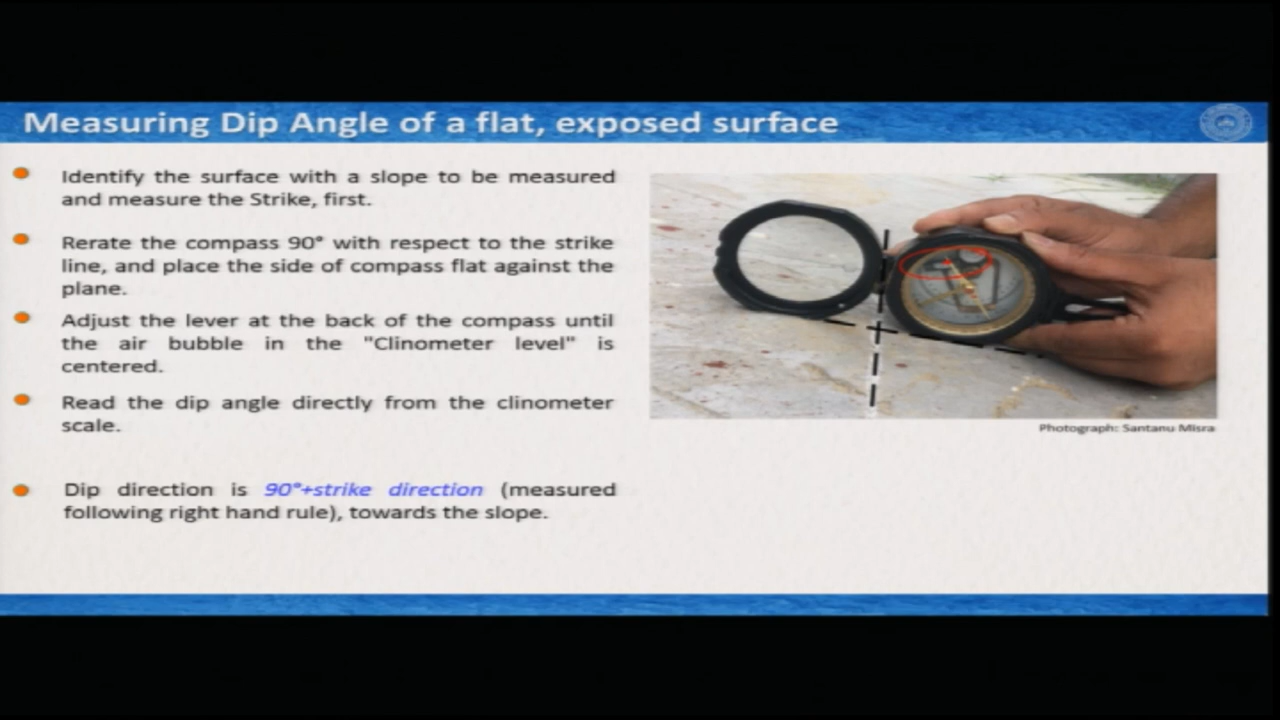 Measuring Dip Angle of a flat, exposed surface
Identify the surface with a slope to be measured
and measure the Strike, first.
Rerate the compass 90° with respect to the strike
line, and place the side of compass flat against the
plane.
Adjust the lever at the back of the compass until
the air bubble in the "Clinometer level" is
centered.
Read the dip angle directly from the clinometer
scale.
Dip direction is 90°+strike direction (measured
following right hand rule), towards the slope.
Photograph: Santanu Misra